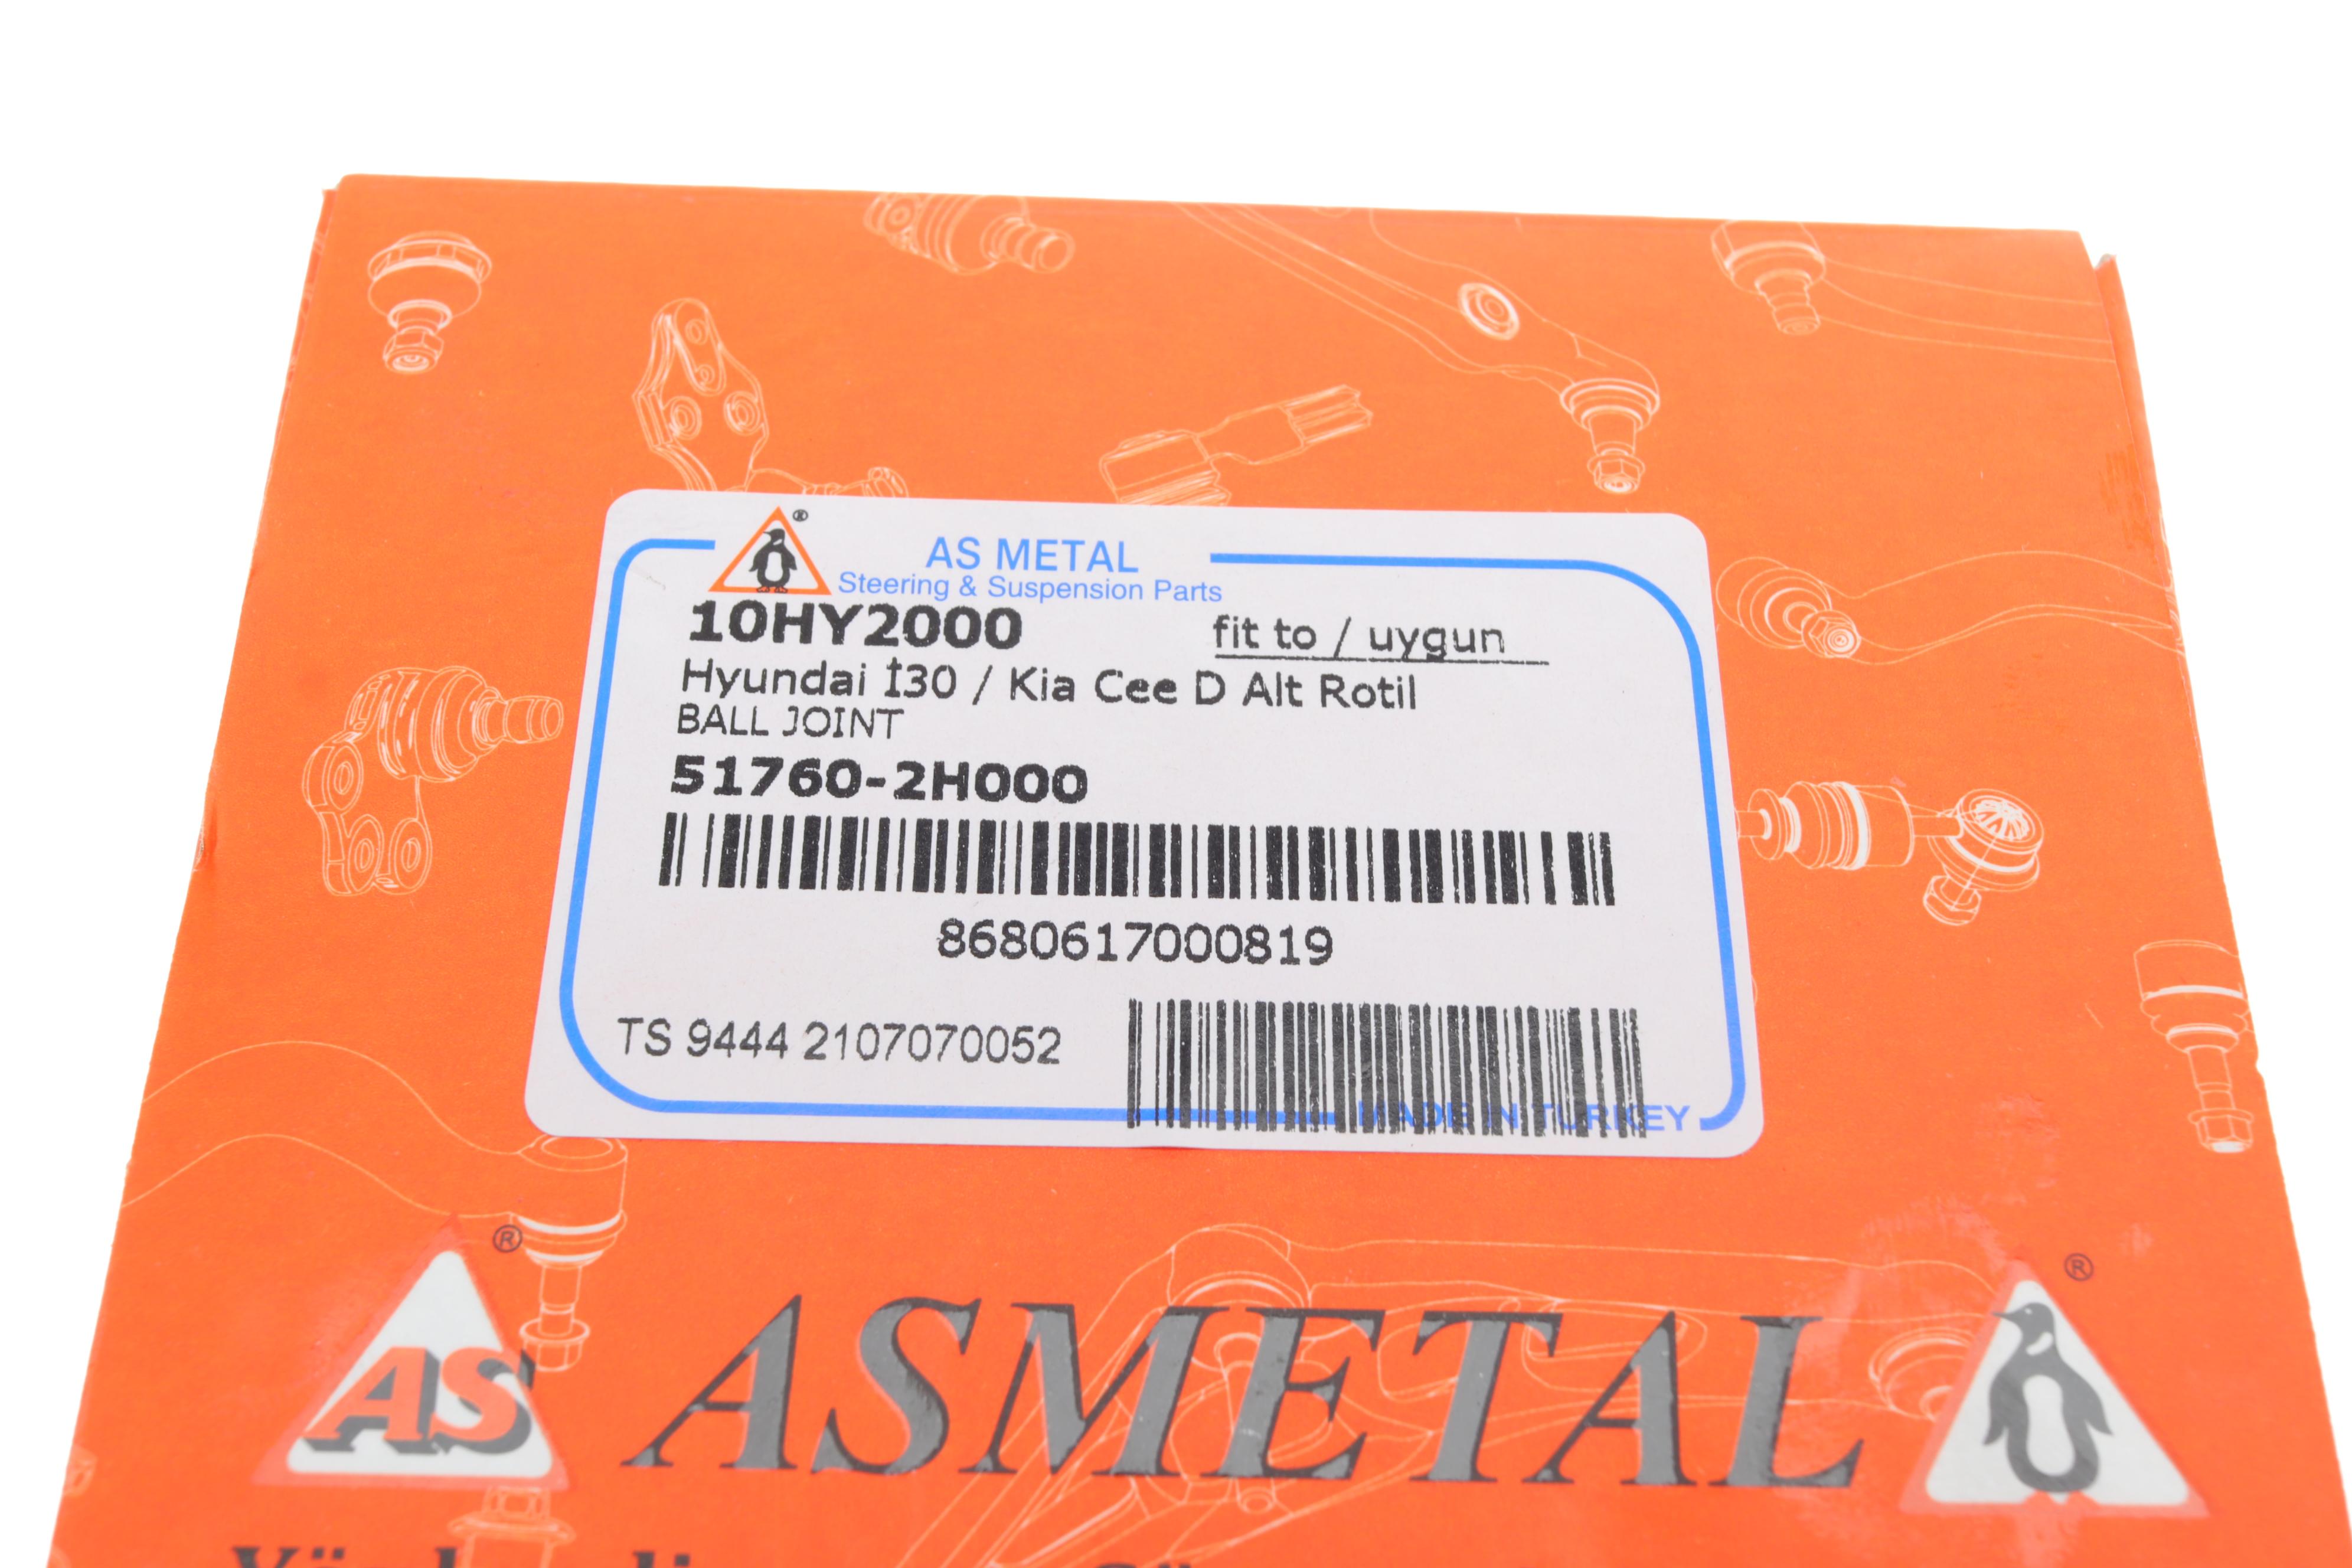 ®
AS METAL
Steering & Suspension Parts
10HY2000 fit to / uygun
Hyundai İ30 / Kia Cee D Alt Rotil
BALL JOINT
51760-2H000
8680617000819
TS 9444 2107070052
MADE IN TURKEY
® ®
AS ASMETAL